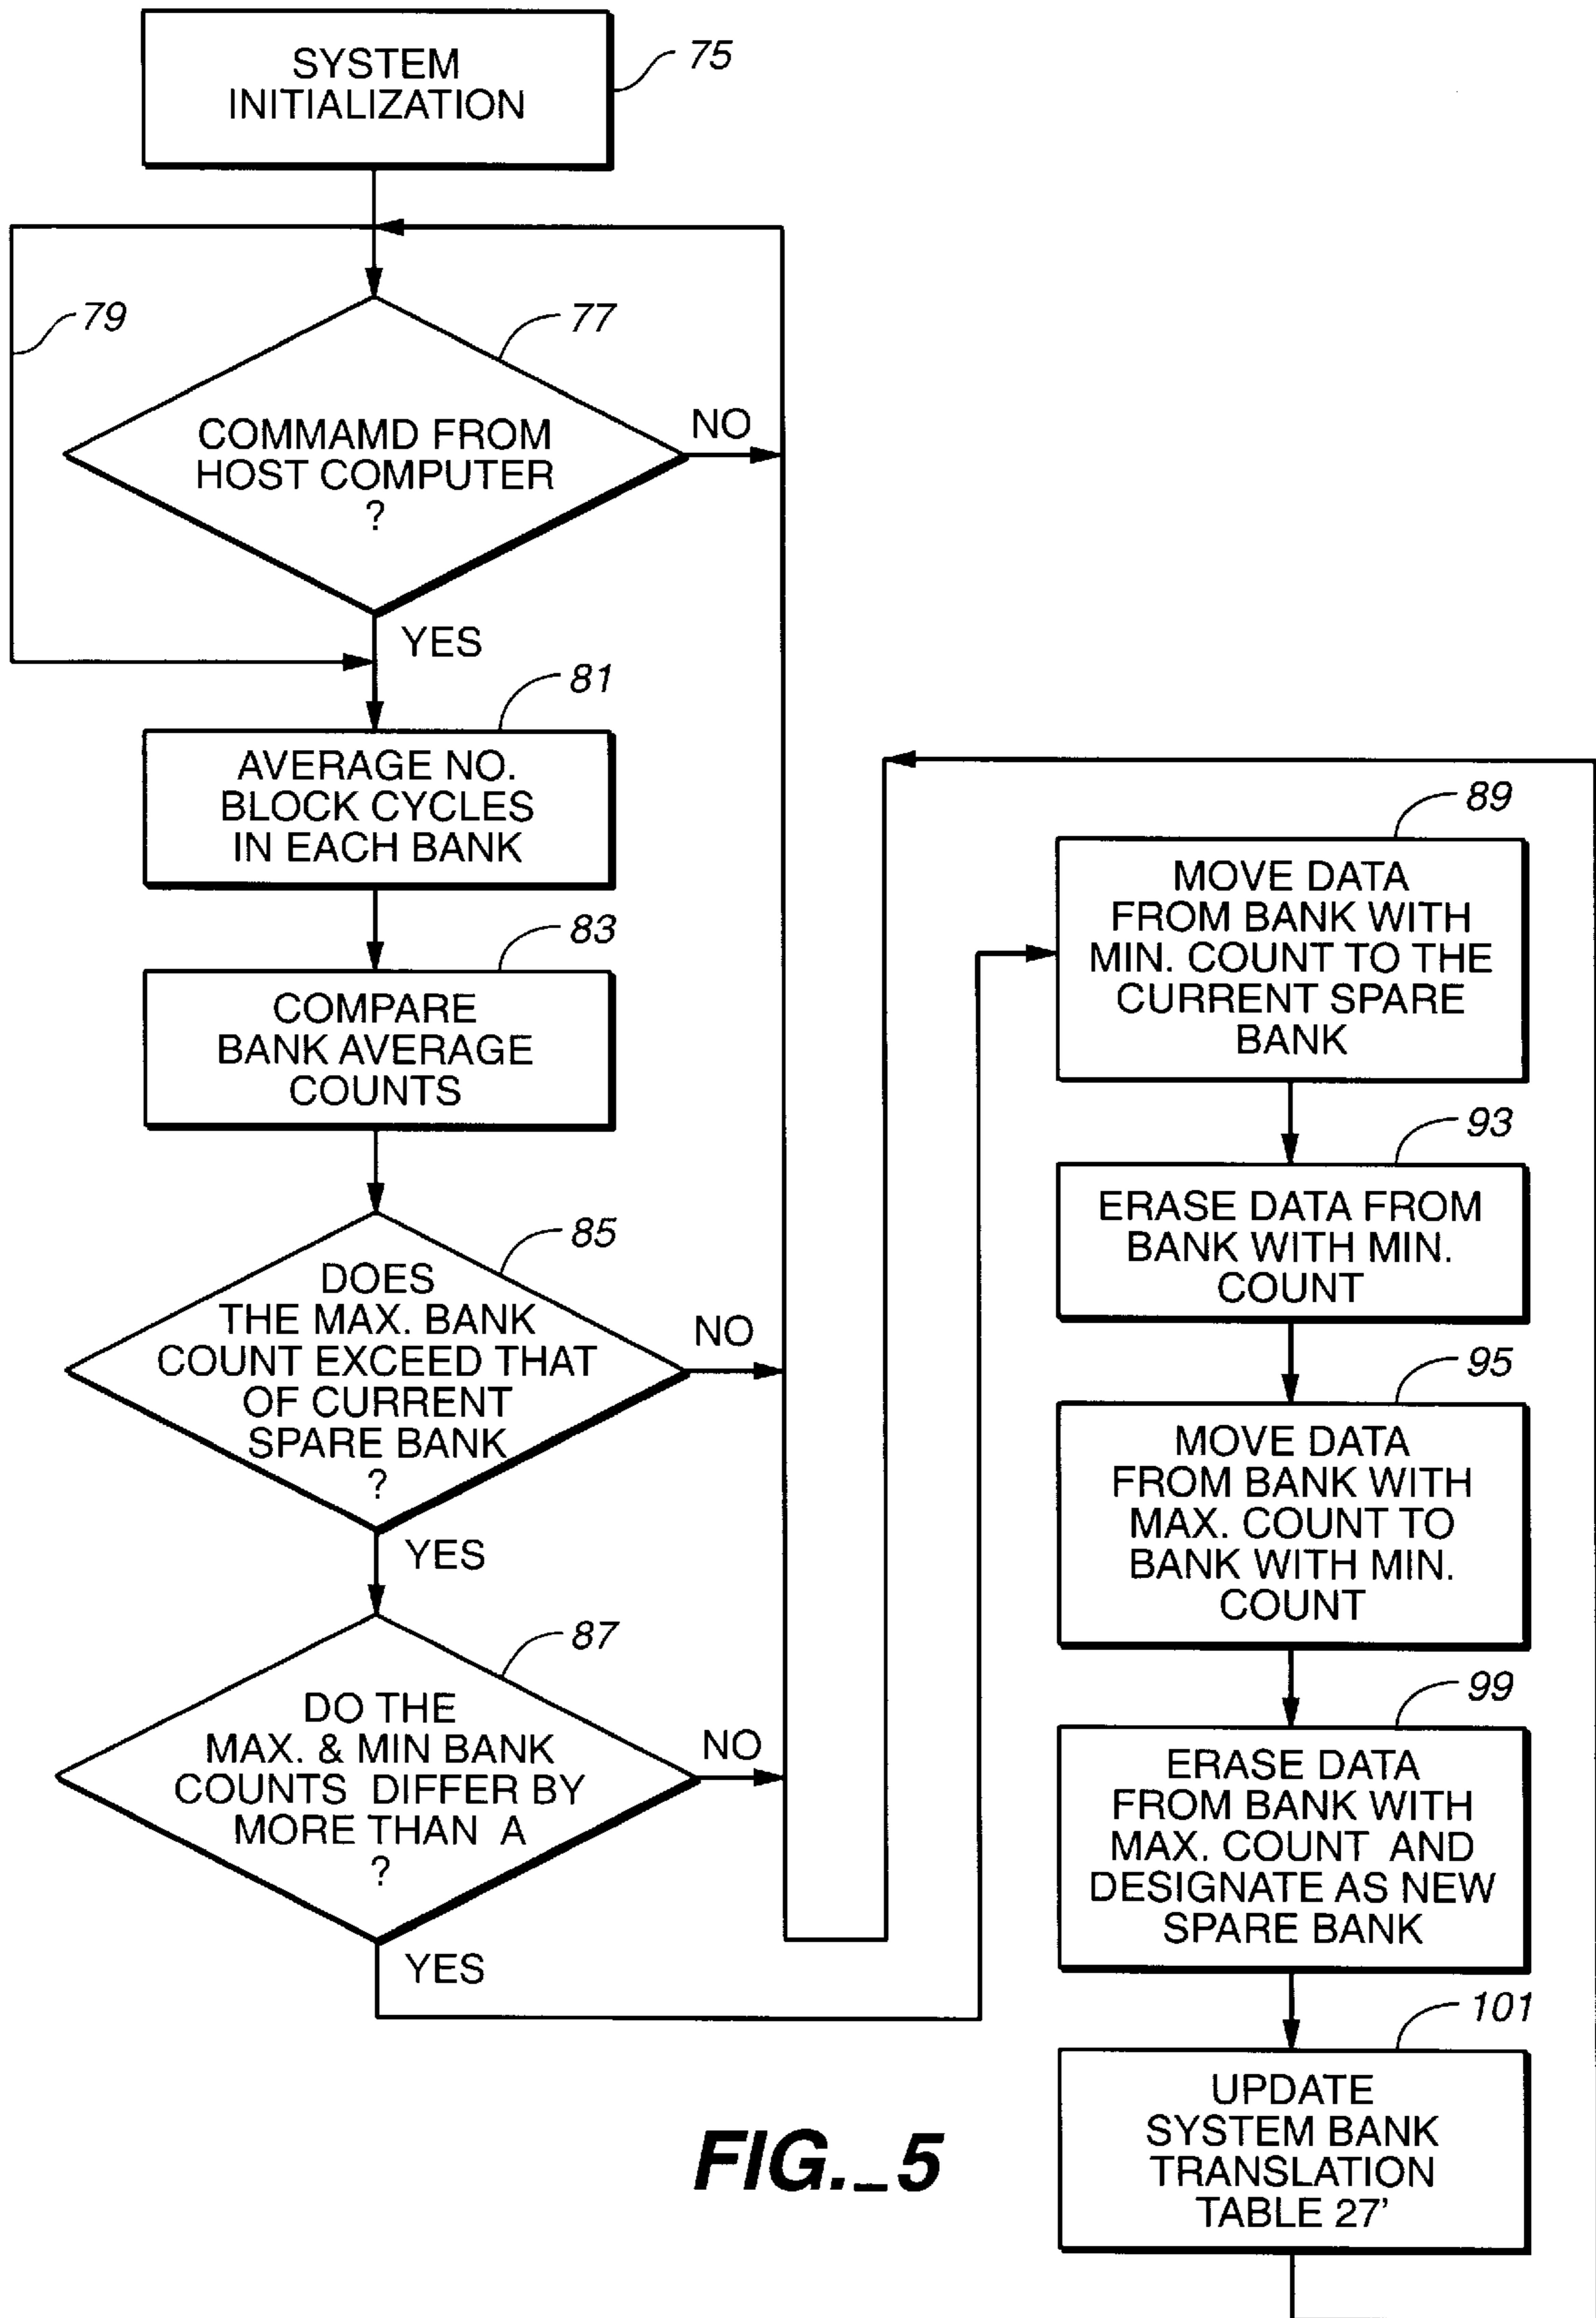 SYSTEM
INITIALIZATION
75
79
77
COMMAMD FROM
HOST COMPUTER
?
NO
YES
81
AVERAGE NO.
BLOCK CYCLES
IN EACH BANK
83
COMPARE
BANK AVERAGE
COUNTS
85
DOES
THE MAX. BANK
COUNT EXCEED THAT
OF CURRENT
SPARE BANK
?
NO
YES
87
DO THE
MAX. & MIN BANK
COUNTS DIFFER BY
MORE THAN A
?
NO
YES
89
MOVE DATA
FROM BANK WITH
MIN. COUNT TO THE
CURRENT SPARE
BANK
93
ERASE DATA FROM
BANK WITH MIN.
COUNT
95
MOVE DATA
FROM BANK WITH
MAX. COUNT TO
BANK WITH MIN.
COUNT
99
ERASE DATA
FROM BANK WITH
MAX. COUNT AND
DESIGNATE AS NEW
SPARE BANK
101
UPDATE
SYSTEM BANK
TRANSLATION
TABLE 27'
FIG._5